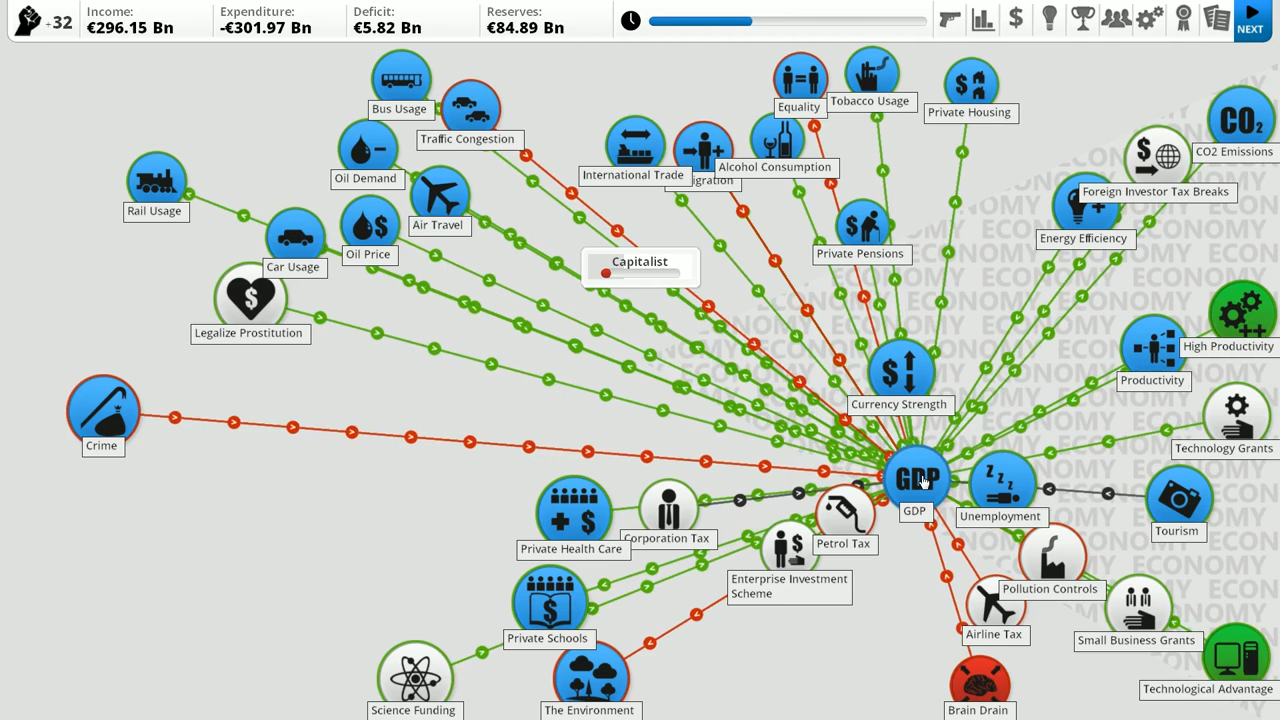 +32
Income:
€296.15 Bn
Expenditure:
-€301.97 Bn
Deficit:
€5.82 Bn
Reserves:
€84.89 Bn
NEXT
Bus Usage
Traffic Congestion
Equality
Tobacco Usage
Private Housing
CO2
CO2 Emissions
Oil Demand
International Trade
Alcohol Consumption
Foreign Investor Tax Breaks
Rail Usage
Air Travel
Energy Efficiency
Car Usage
Oil Price
Capitalist
Private Pensions
Legalize Prostitution
High Productivity
Productivity
Currency Strength
Crime
Technology Grants
GDP
GDP
Unemployment
Tourism
Private Health Care
Corporation Tax
Petrol Tax
Enterprise Investment
Scheme
Pollution Controls
Private Schools
Airline Tax
Small Business Grants
Technological Advantage
Science Funding
The Environment
Brain Drain
ECONOMY